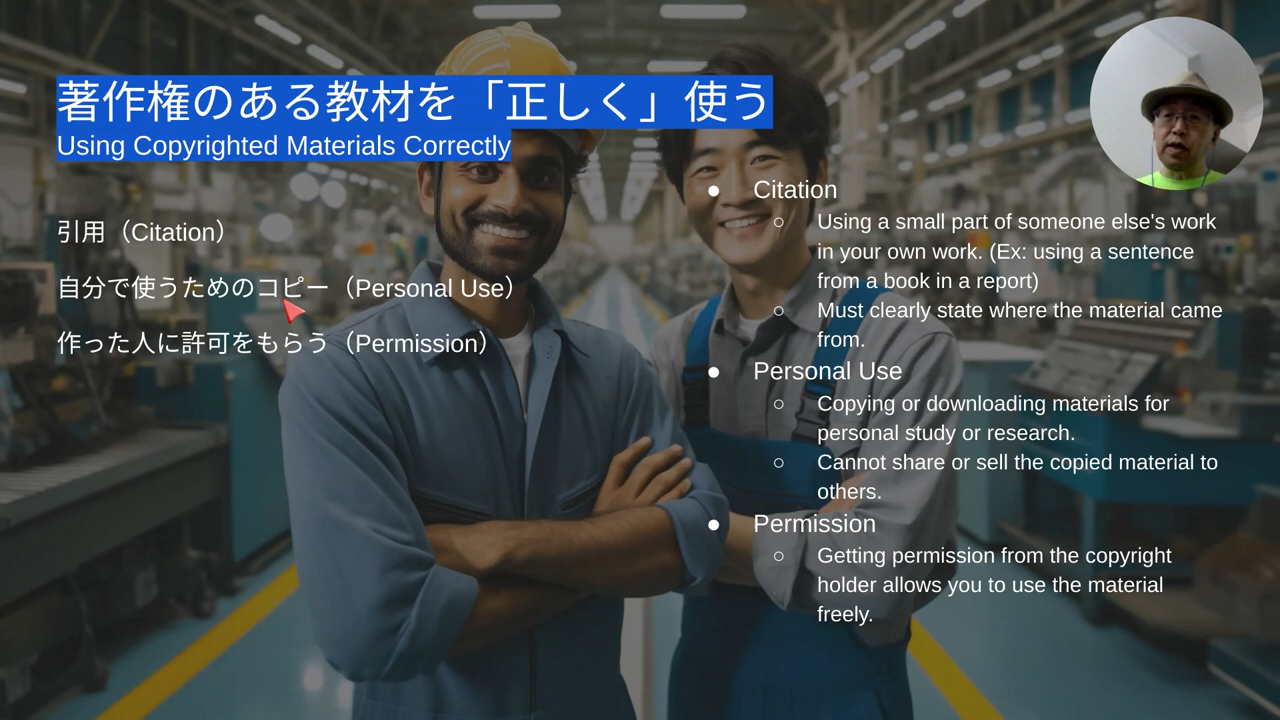 著作権のある教材を「正しく」使う
Using Copyrighted Materials Correctly
引用（Citation）
自分で使うためのコピー（Personal Use）
作った人に許可をもらう（Permission）
● Citation
○ Using a small part of someone else's work
in your own work. (Ex: using a sentence
from a book in a report)
○ Must clearly state where the material came
from.
● Personal Use
○ Copying or downloading materials for
personal study or research.
○ Cannot share or sell the copied material to
others.
● Permission
○ Getting permission from the copyright
holder allows you to use the material
freely.